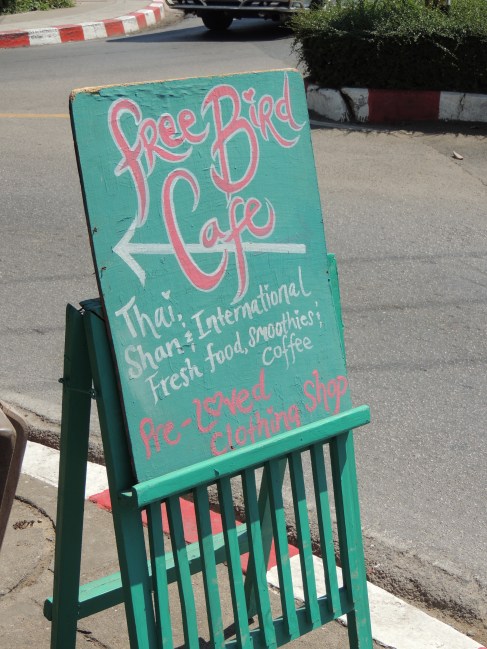 free Bird
Cafe
Thai,
Shan & International
Fresh food, smoothies &
coffee
Pre-Loved
Clothing Shop